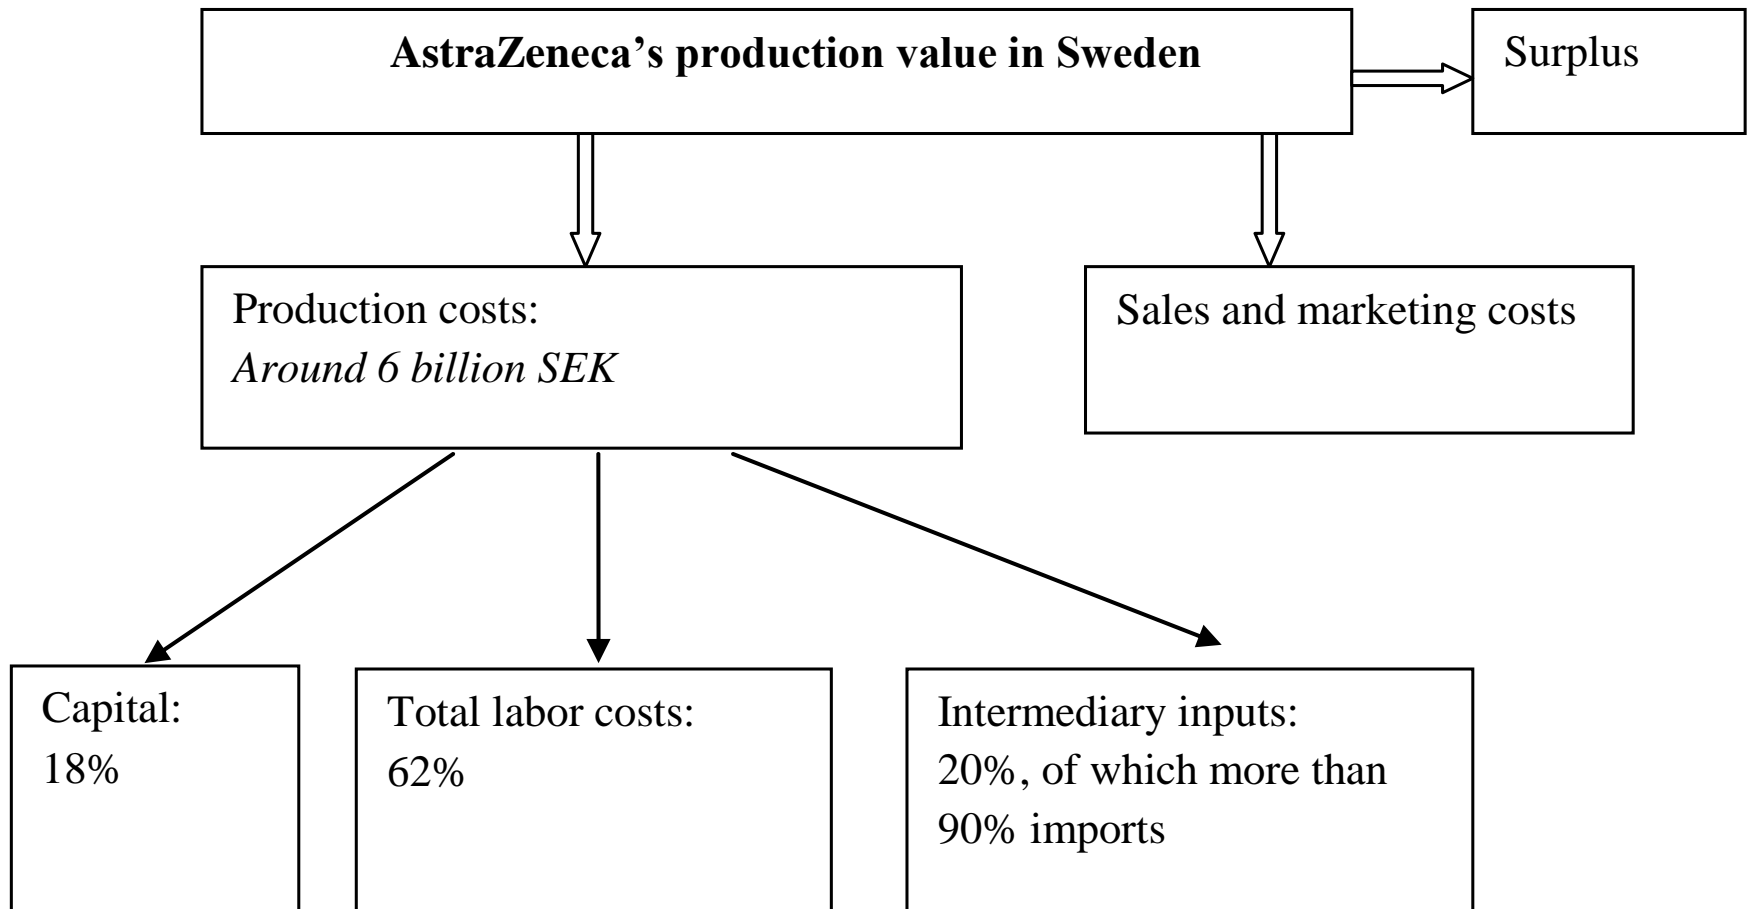 AstraZeneca’s production value in Sweden
Surplus
Production costs:
Around 6 billion SEK
Sales and marketing costs
Capital:
18%
Total labor costs:
62%
Intermediary inputs:
20%, of which more than
90% imports